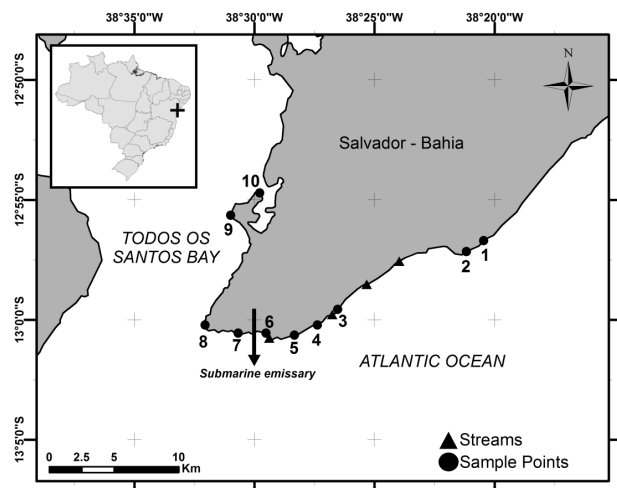 38°35'0"W 38°30'0"W 38°25'0"W 38°20'0"W
12°50'0"S
12°55'0"S
13°0'0"S
13°5'0"S
N
Salvador - Bahia
10
9
TODOS OS
SANTOS BAY
1
2
3
4
5
6
7
8
Submarine emissary
ATLANTIC OCEAN
Streams
Sample Points
0 2.5 5 10
Km